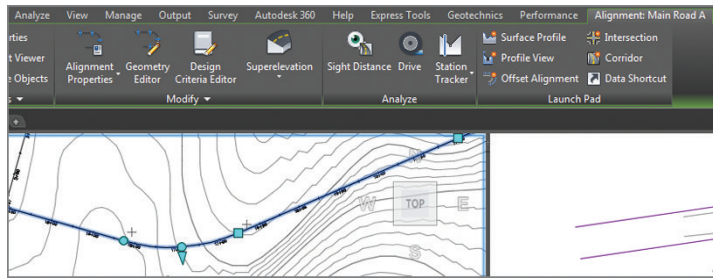 Analyze View Manage Output Survey Autodesk 360 Help Express Tools Geotechnics Performance Alignment: Main Road A
rties
t Viewer
e Objects
Alignment Properties
Geometry Editor
Design Criteria Editor
Superelevation
Modify
Sight Distance
Drive
Station Tracker
Analyze
Surface Profile
Intersection
Profile View
Corridor
Offset Alignment
Data Shortcut
Launch Pad
N
W TOP E
S